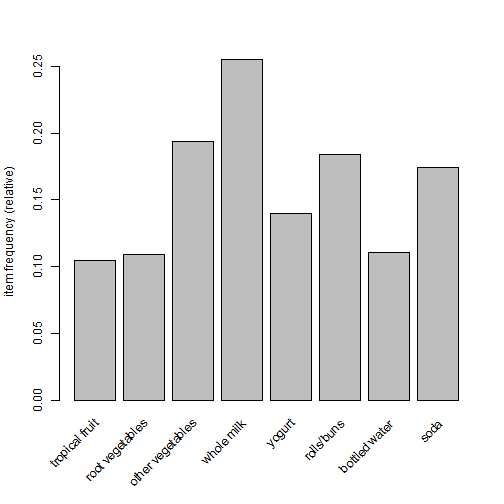 item frequency (relative)
0.25
0.20
0.15
0.10
0.05
0.00
tropical fruit
root vegetables
other vegetables
whole milk
yogurt
rolls/buns
bottled water
soda